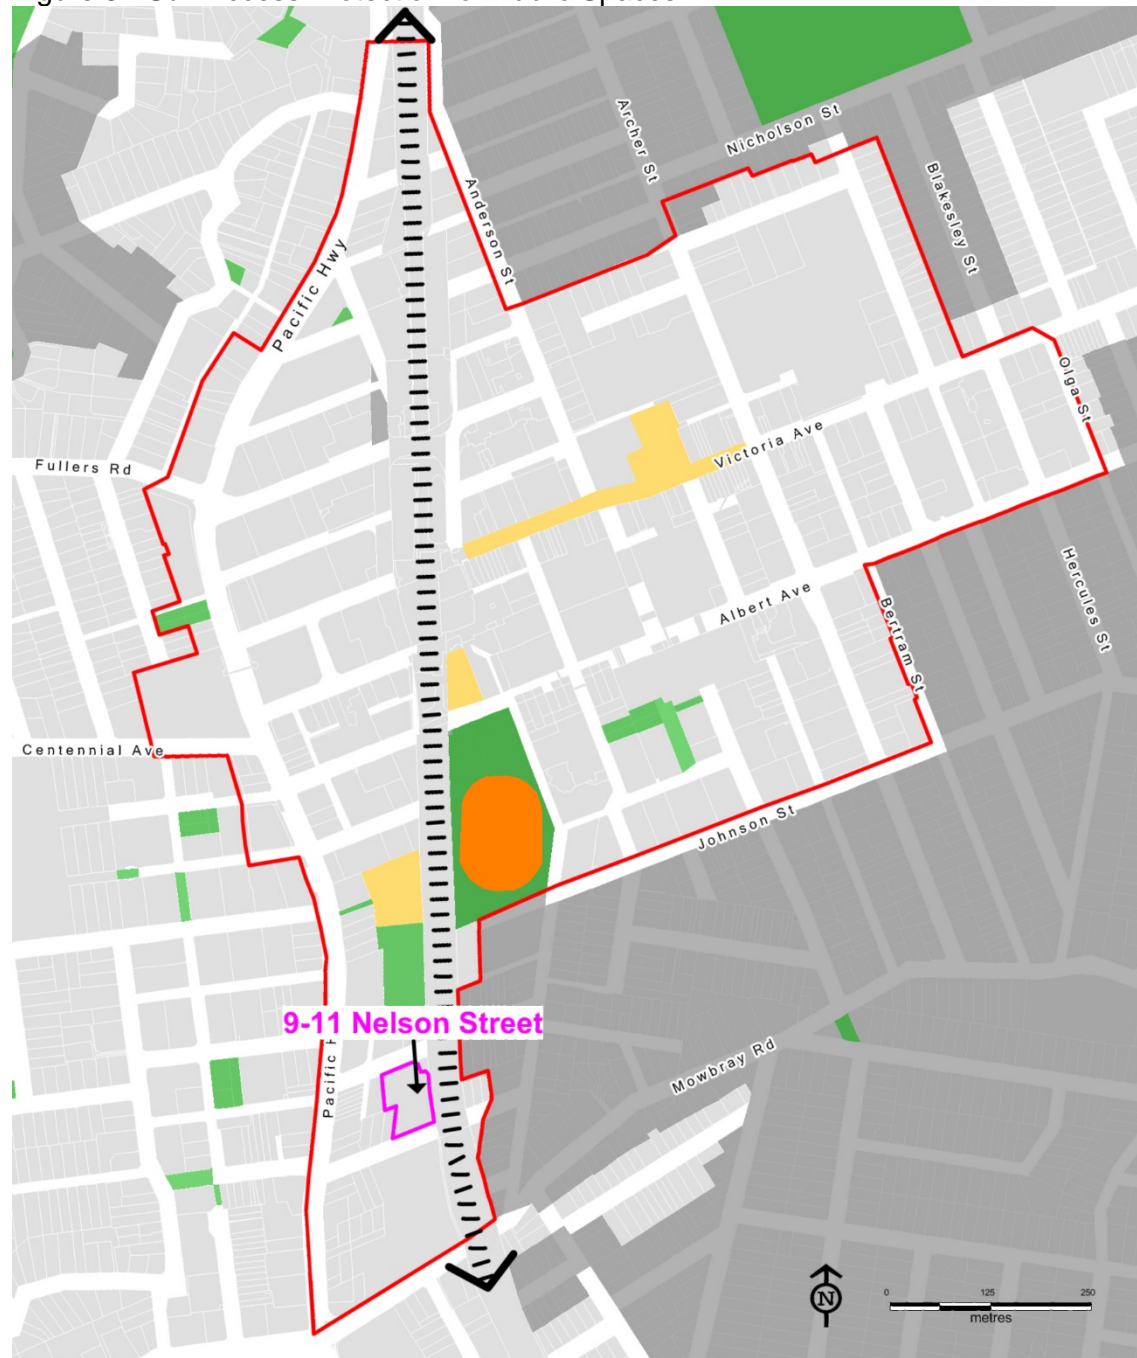 Archer St
Nicholson St
Blakesley St
Anderson St
Pacific Hwy
Olga St
Victoria Ave
Fullers Rd
Hercules St
Albert Ave
Bertram St
Centennial Ave
Johnson St
9-11 Nelson Street
Mowbray Rd
Pacific H
N
0 125 250
metres